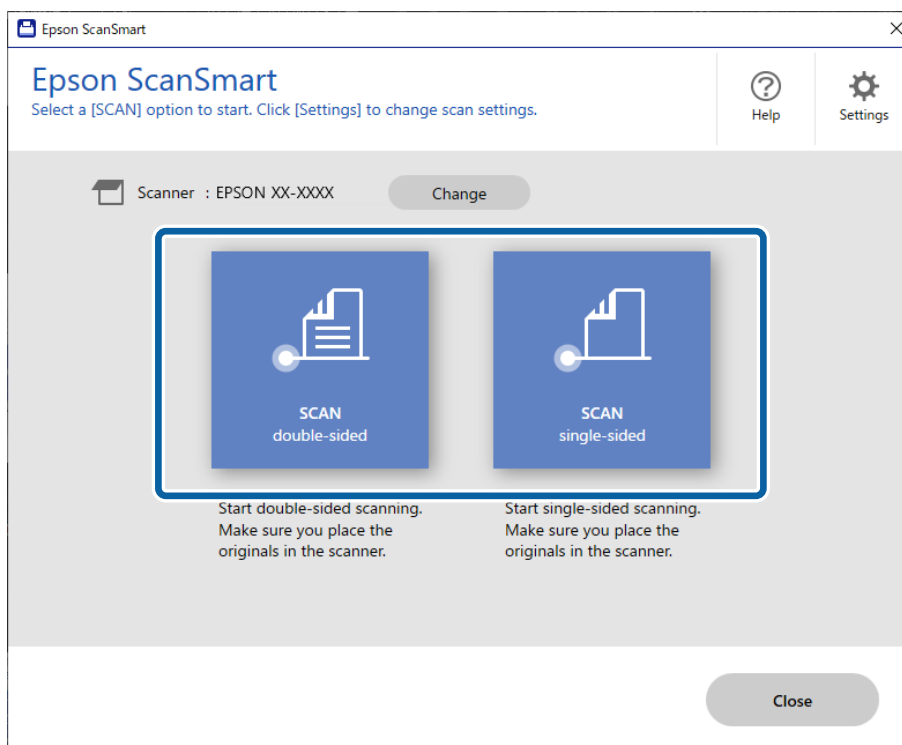 Epson ScanSmart
Epson ScanSmart
Select a [SCAN] option to start. Click [Settings] to change scan settings.
Help
Settings
Scanner : EPSON XX-XXXX
Change
SCAN
double-sided
SCAN
single-sided
Start double-sided scanning.
Make sure you place the
originals in the scanner.
Start single-sided scanning.
Make sure you place the
originals in the scanner.
Close